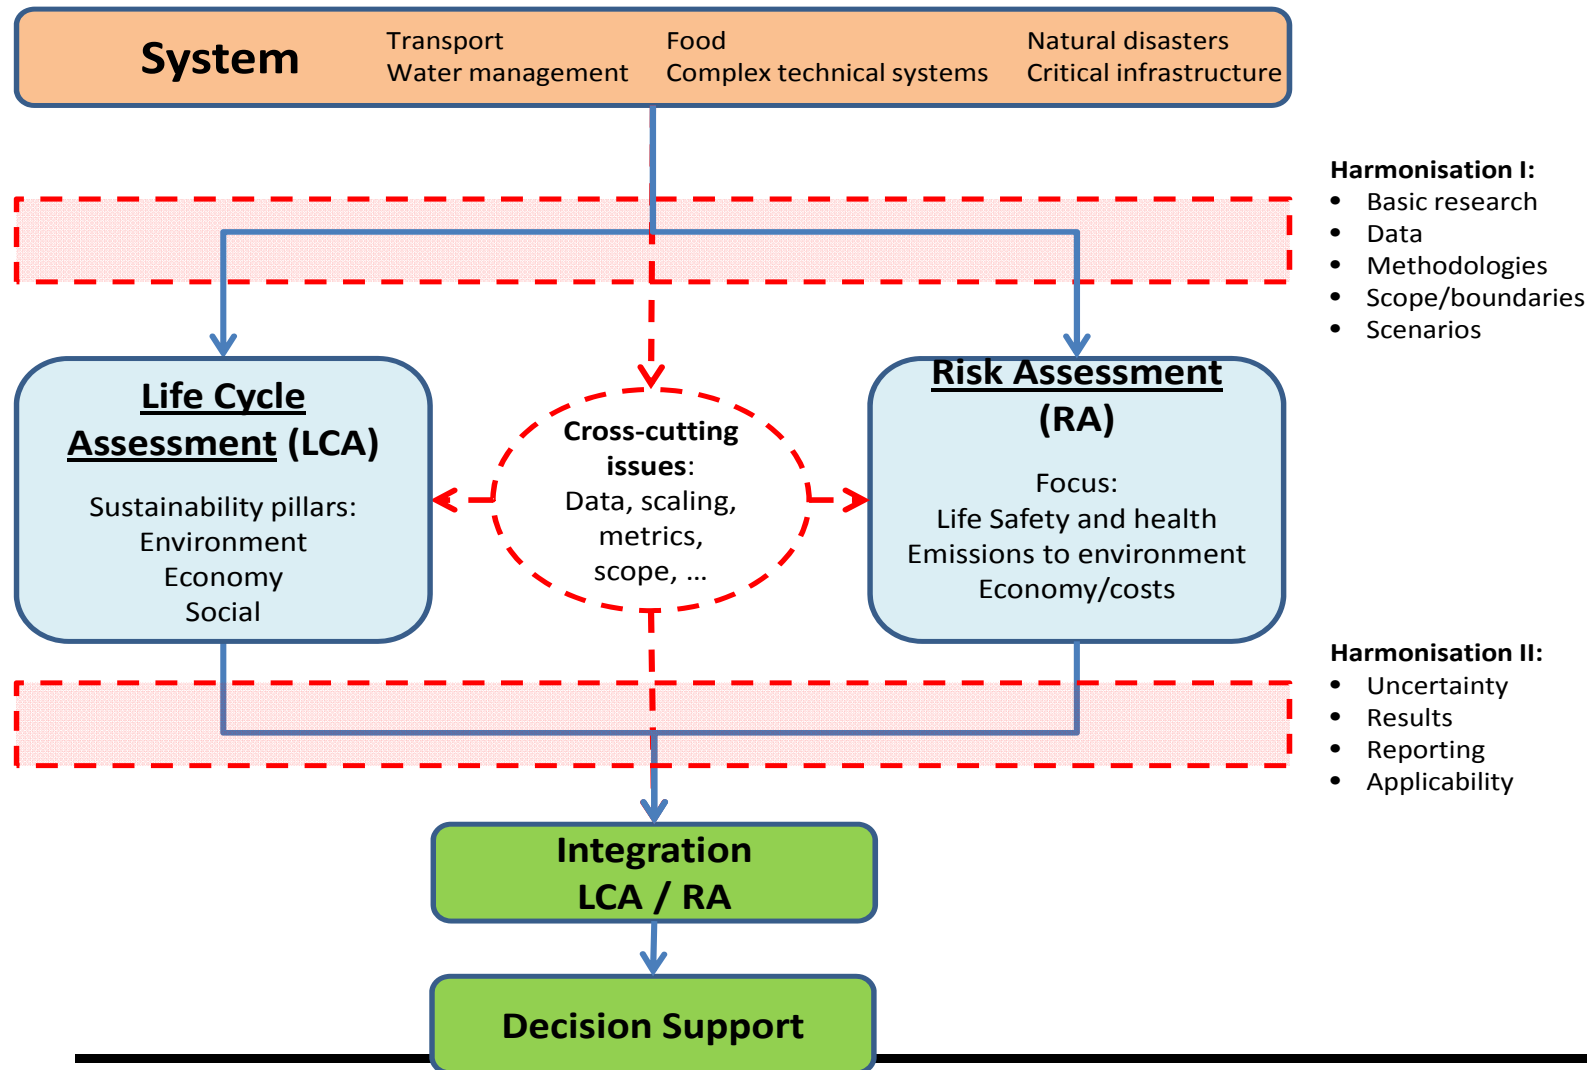 System
Transport
Water management
Food
Complex technical systems
Natural disasters
Critical infrastructure
Harmonisation I:
• Basic research
• Data
• Methodologies
• Scope/boundaries
• Scenarios
Life Cycle
Assessment (LCA)
Sustainability pillars:
Environment
Economy
Social
Cross-cutting
issues:
Data, scaling,
metrics,
scope, ...
Risk Assessment
(RA)
Focus:
Life Safety and health
Emissions to environment
Economy/costs
Harmonisation II:
• Uncertainty
• Results
• Reporting
• Applicability
Integration
LCA / RA
Decision Support